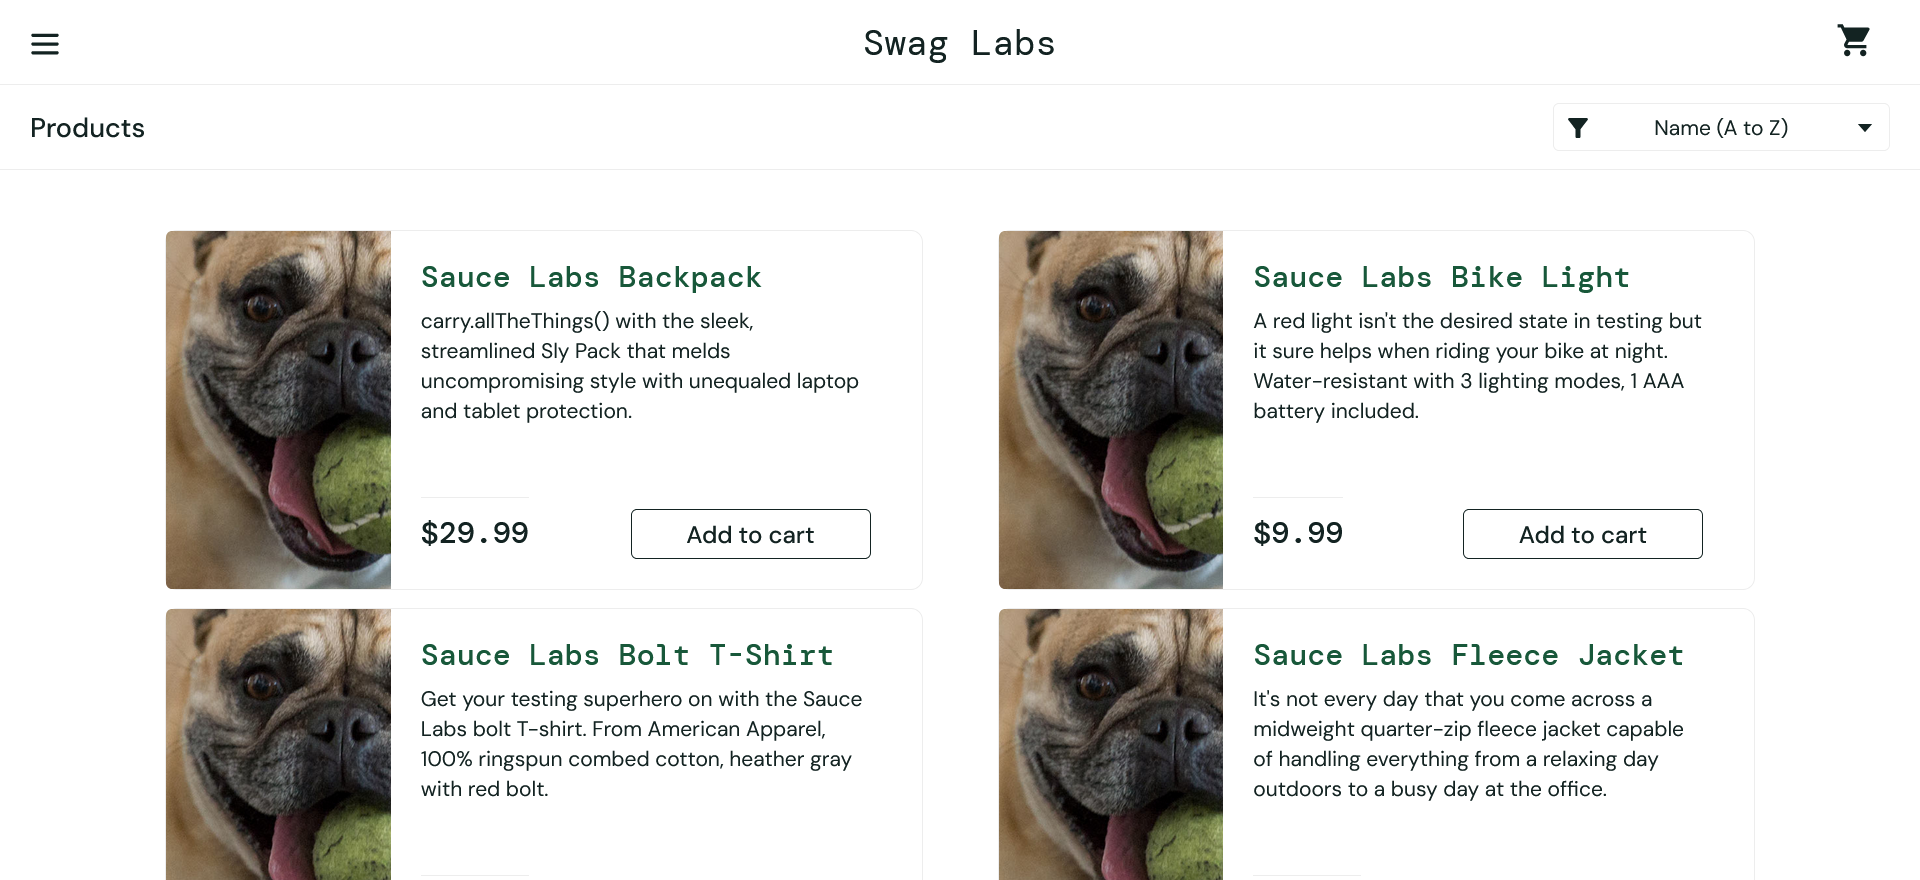 Swag Labs
Products
Name (A to Z)
Sauce Labs Backpack
carry.allTheThings() with the sleek,
streamlined Sly Pack that melds
uncompromising style with unequaled laptop
and tablet protection.
$29.99
Add to cart
Sauce Labs Bike Light
A red light isn't the desired state in testing but
it sure helps when riding your bike at night.
Water-resistant with 3 lighting modes, 1 AAA
battery included.
$9.99
Add to cart
Sauce Labs Bolt T-Shirt
Get your testing superhero on with the Sauce
Labs bolt T-shirt. From American Apparel,
100% ringspun combed cotton, heather gray
with red bolt.
Sauce Labs Fleece Jacket
It's not every day that you come across a
midweight quarter-zip fleece jacket capable
of handling everything from a relaxing day
outdoors to a busy day at the office.